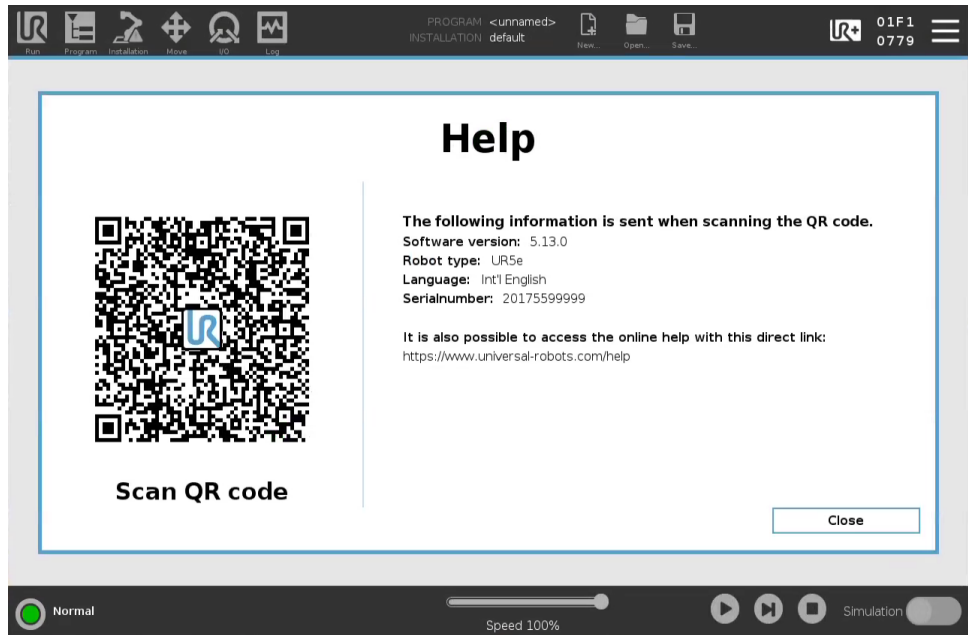 PROGRAM <unnamed>
INSTALLATION default
Run Program Installation Move I/O Log New... Open... Save...
UR+
01F1
0779
Help
The following information is sent when scanning the QR code.
Software version: 5.13.0
Robot type: UR5e
Language: Int'l English
Serialnumber: 20175599999
It is also possible to access the online help with this direct link:
https://www.universal-robots.com/help
UR
Scan QR code
Close
Normal
Speed 100%
Simulation